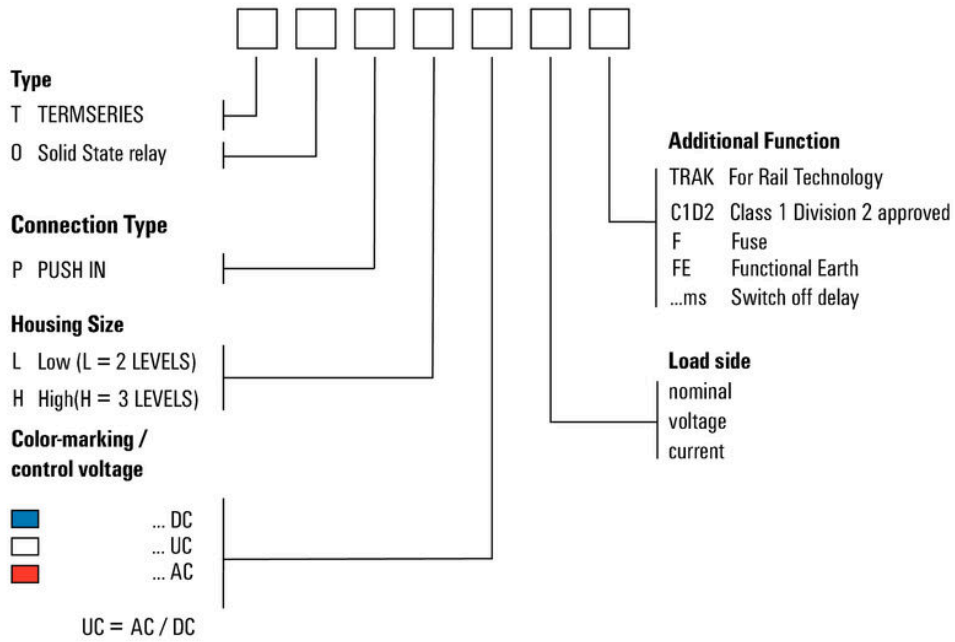 Type
T TERMSERIES
O Solid State relay
Connection Type
P PUSH IN
Housing Size
L Low (L = 2 LEVELS)
H High(H = 3 LEVELS)
Color-marking /
control voltage
... DC
... UC
... AC
UC = AC / DC
Additional Function
TRAK For Rail Technology
C1D2 Class 1 Division 2 approved
F Fuse
FE Functional Earth
...ms Switch off delay
Load side
nominal
voltage
current